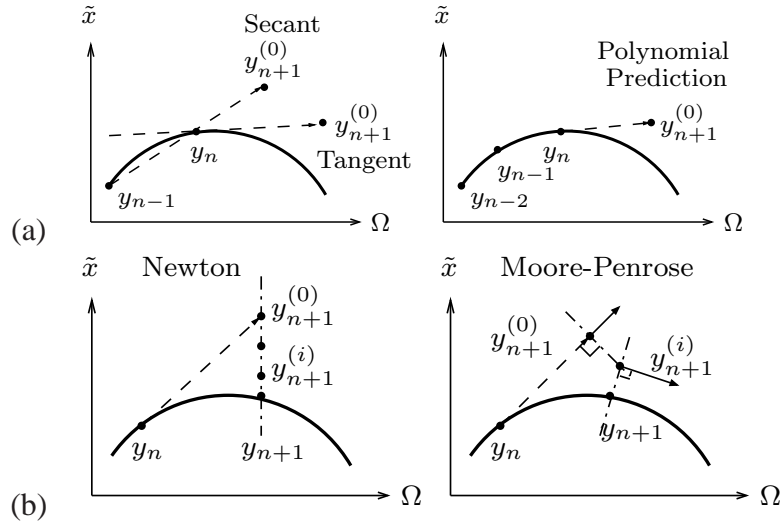 x̃
Secant
y_{n+1}^{(0)}
y_{n+1}^{(0)}
y_n
Tangent
y_{n−1}
Ω
x̃
Polynomial
Prediction
y_{n+1}^{(0)}
y_n
y_{n−1}
y_{n−2}
Ω
(a)
x̃
Newton
y_{n+1}^{(0)}
y_{n+1}^{(i)}
y_n
y_{n+1}
Ω
x̃
Moore-Penrose
y_{n+1}^{(0)}
y_{n+1}^{(i)}
y_n
y_{n+1}
Ω
(b)